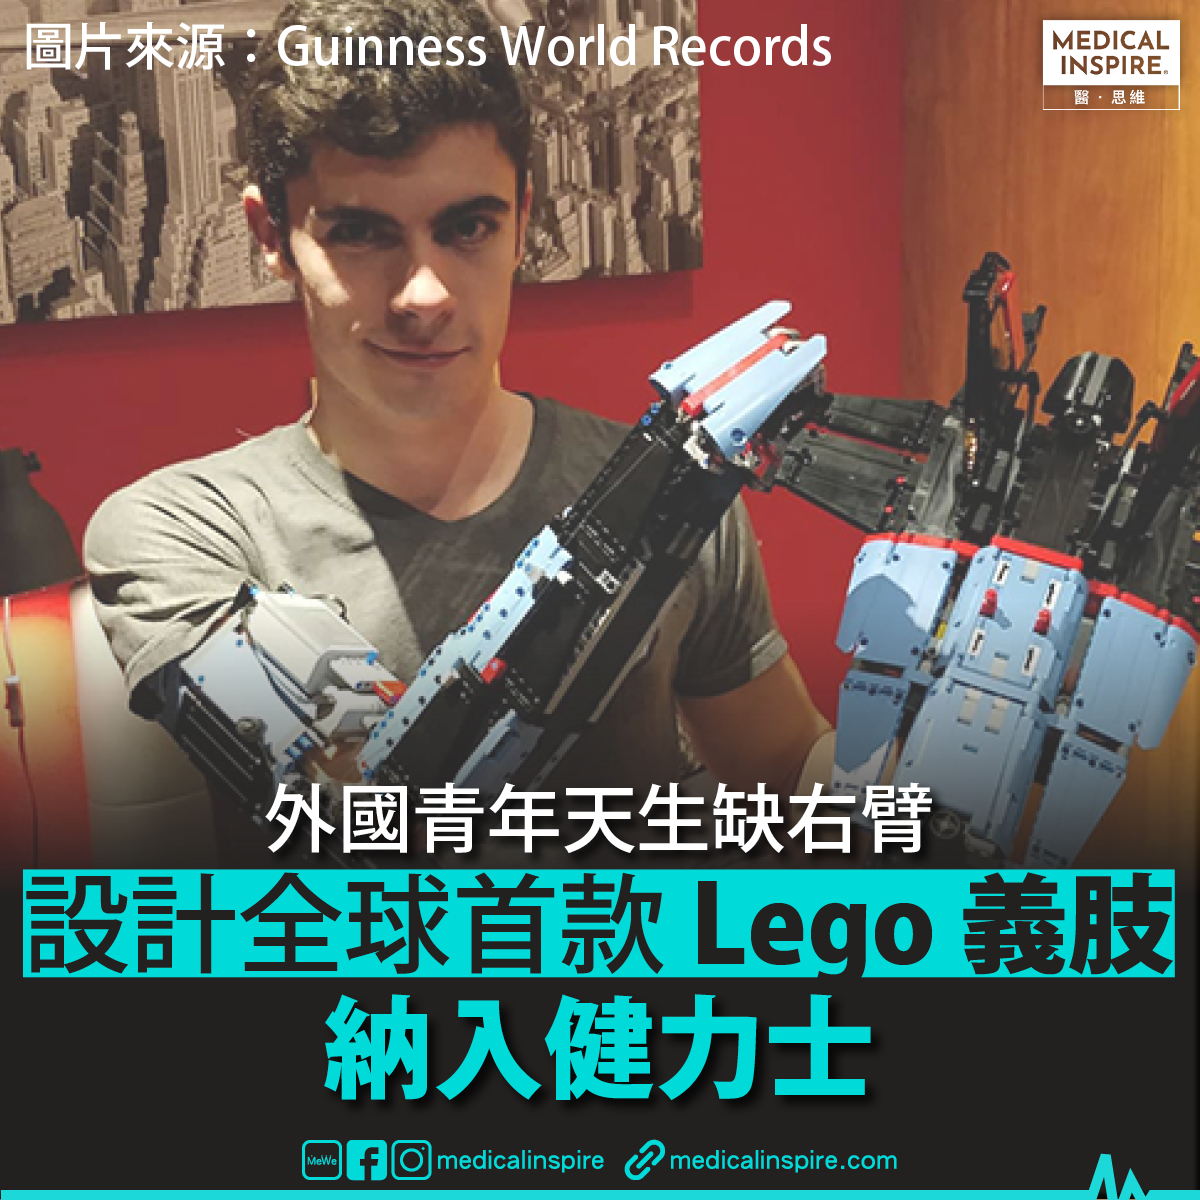 圖片來源：Guinness World Records
MEDICAL
INSPIRE®
醫．思維
外國青年天生缺右臂
設計全球首款 Lego 義肢
納入健力士
MeWe medicalinspire medicalinspire.com